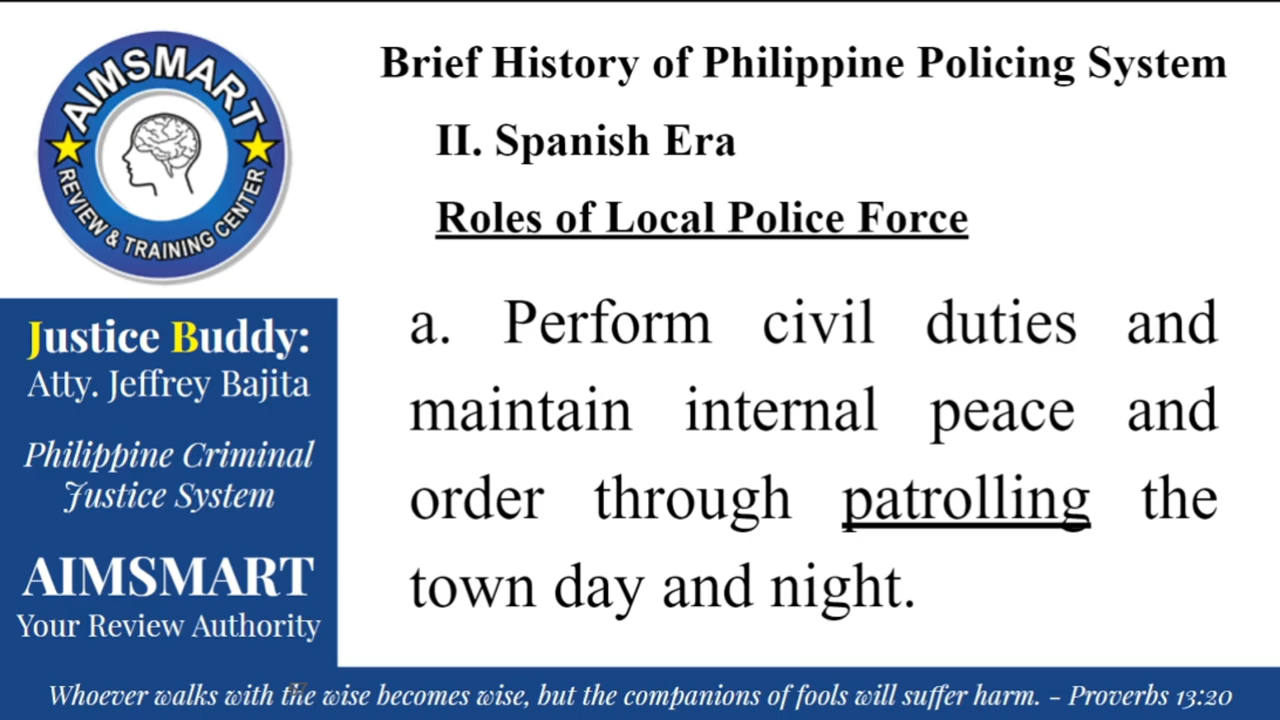 AIMSMART
REVIEW & TRAINING CENTER
Brief History of Philippine Policing System
II. Spanish Era
Roles of Local Police Force
a. Perform civil duties and
maintain internal peace and
order through patrolling the
town day and night.
Justice Buddy:
Atty. Jeffrey Bajita
Philippine Criminal
Justice System
AIMSMART
Your Review Authority
Whoever walks with the wise becomes wise, but the companions of fools will suffer harm. – Proverbs 13:20